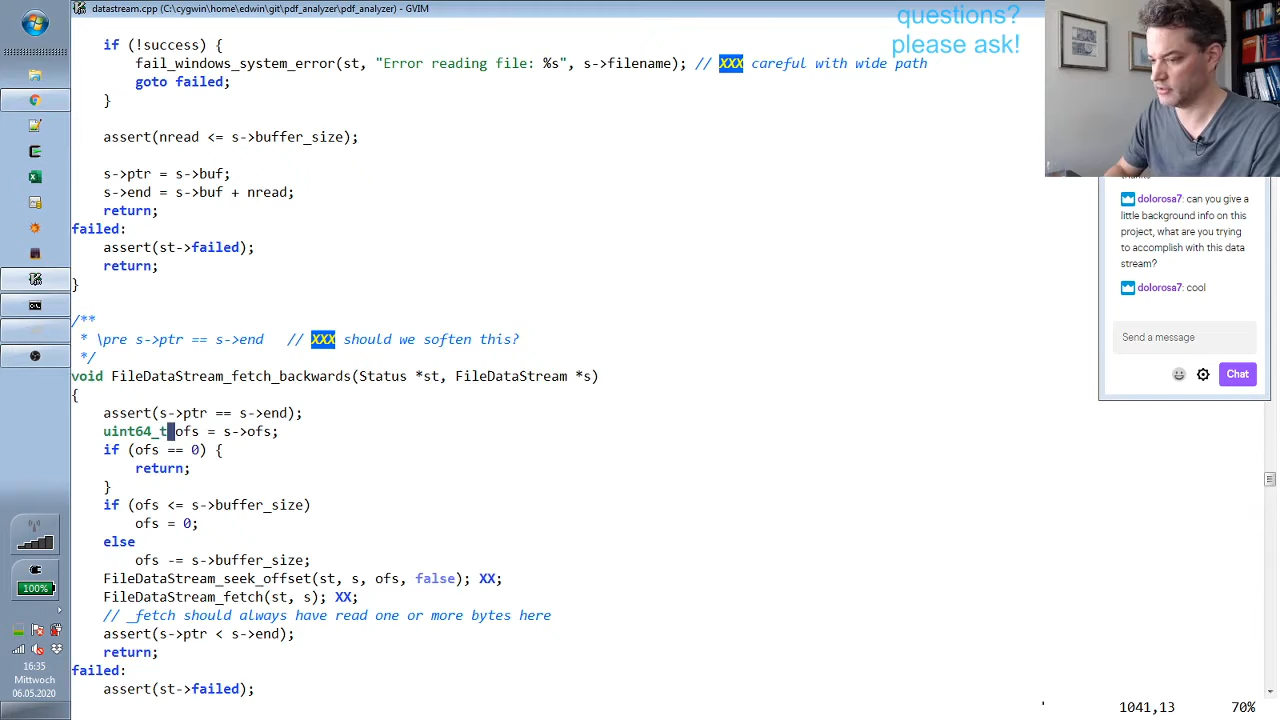 datastream.cpp (C:\cygwin\home\edwin\git\pdf_analyzer\pdf_analyzer) - GVIM
questions?
please ask!
if (!success) {
fail_windows_system_error(st, "Error reading file: %s", s->filename); // XXX careful with wide path
goto failed;
}
assert(nread <= s->buffer_size);
s->ptr = s->buf;
s->end = s->buf + nread;
return;
failed:
assert(st->failed);
return;
}
/**
* \pre s->ptr == s->end // XXX should we soften this?
*/
void FileDataStream_fetch_backwards(Status *st, FileDataStream *s)
{
assert(s->ptr == s->end);
uint64_t ofs = s->ofs;
if (ofs == 0) {
return;
}
if (ofs <= s->buffer_size)
ofs = 0;
else
ofs -= s->buffer_size;
FileDataStream_seek_offset(st, s, ofs, false); XX;
FileDataStream_fetch(st, s); XX;
// _fetch should always have read one or more bytes here
assert(s->ptr < s->end);
return;
failed:
assert(st->failed);
1041,13 70%
dolorosa7: can you give a
little background info on this
project, what are you trying
to accomplish with this data
stream?
dolorosa7: cool
Send a message
Chat
100%
16:35
Mittwoch
06.05.2020